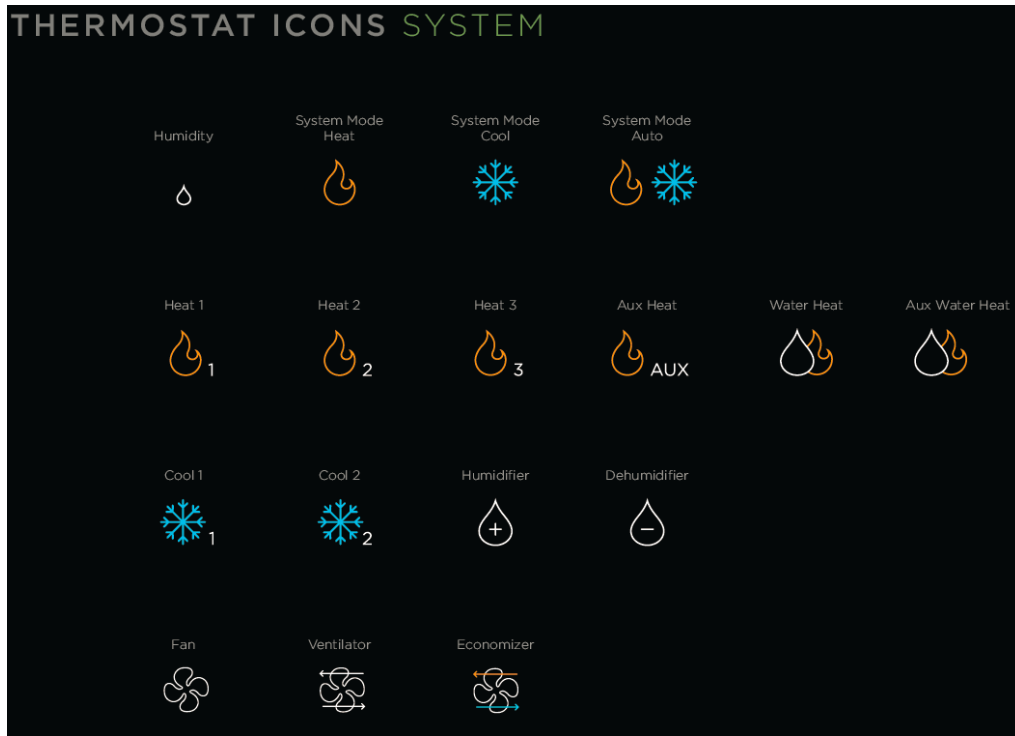 THERMOSTAT ICONS SYSTEM
Humidity
System Mode
Heat
System Mode
Cool
System Mode
Auto
Heat 1
Heat 2
Heat 3
Aux Heat
Water Heat
Aux Water Heat
1
2
3
AUX
Cool 1
Cool 2
Humidifier
Dehumidifier
1
2
+
−
Fan
Ventilator
Economizer